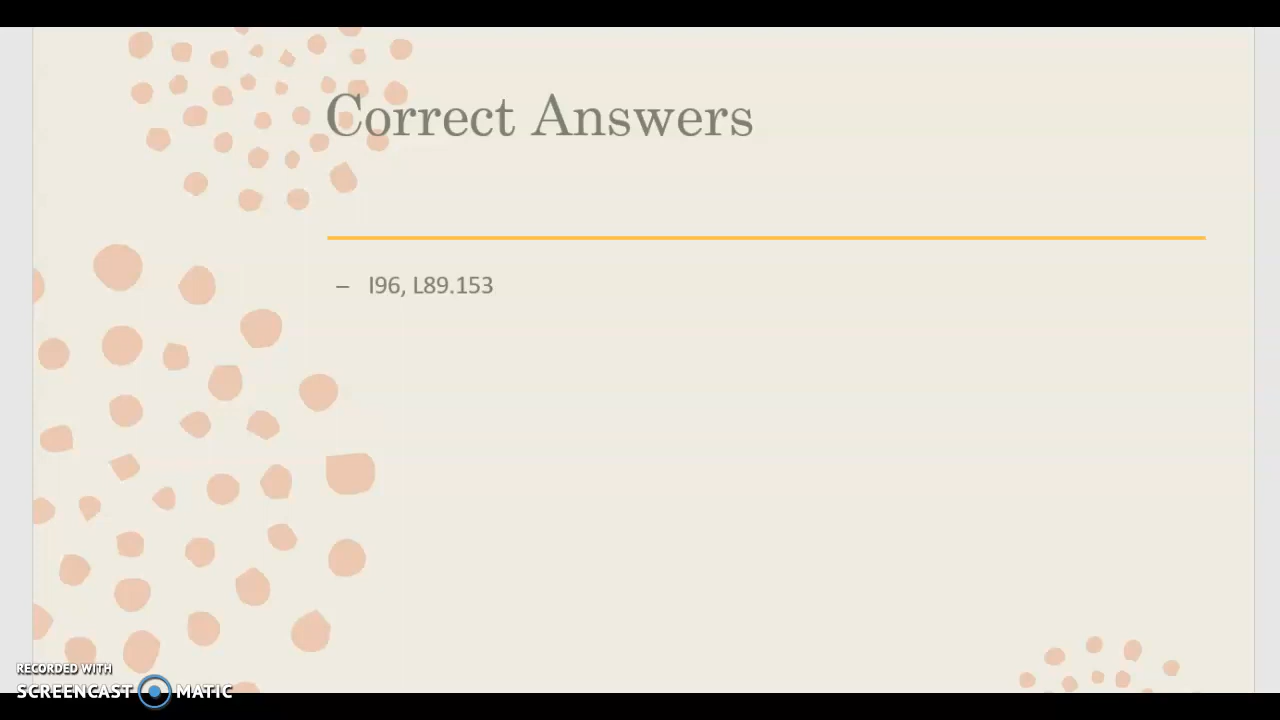 Correct Answers
– I96, L89.153
RECORDED WITH
SCREENCAST MATIC